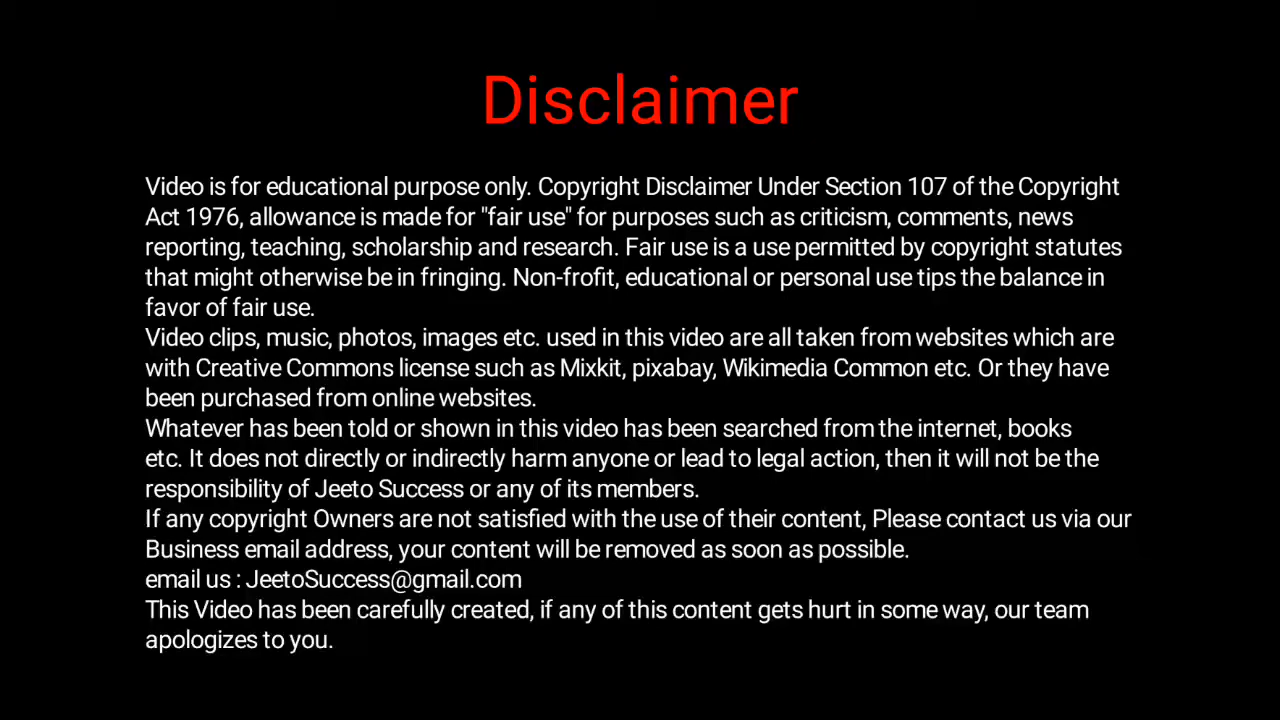 Disclaimer
Video is for educational purpose only. Copyright Disclaimer Under Section 107 of the Copyright
Act 1976, allowance is made for "fair use" for purposes such as criticism, comments, news
reporting, teaching, scholarship and research. Fair use is a use permitted by copyright statutes
that might otherwise be in fringing. Non-frofit, educational or personal use tips the balance in
favor of fair use.
Video clips, music, photos, images etc. used in this video are all taken from websites which are
with Creative Commons license such as Mixkit, pixabay, Wikimedia Common etc. Or they have
been purchased from online websites.
Whatever has been told or shown in this video has been searched from the internet, books
etc. It does not directly or indirectly harm anyone or lead to legal action, then it will not be the
responsibility of Jeeto Success or any of its members.
If any copyright Owners are not satisfied with the use of their content, Please contact us via our
Business email address, your content will be removed as soon as possible.
email us : JeetoSuccess@gmail.com
This Video has been carefully created, if any of this content gets hurt in some way, our team
apologizes to you.